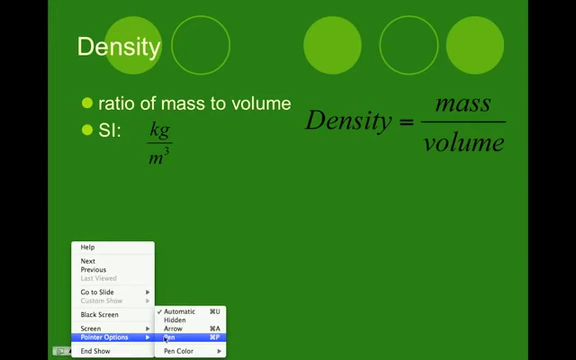 Density
ratio of mass to volume
SI: kg/m³
Density = mass/volume
Help
Next
Previous
Last Viewed
Go to Slide
Custom Show
Black Screen
Screen
Pointer Options
End Show
✓ Automatic ⌘U
Hidden
Arrow ⌘A
Pen ⌘P
Pen Color